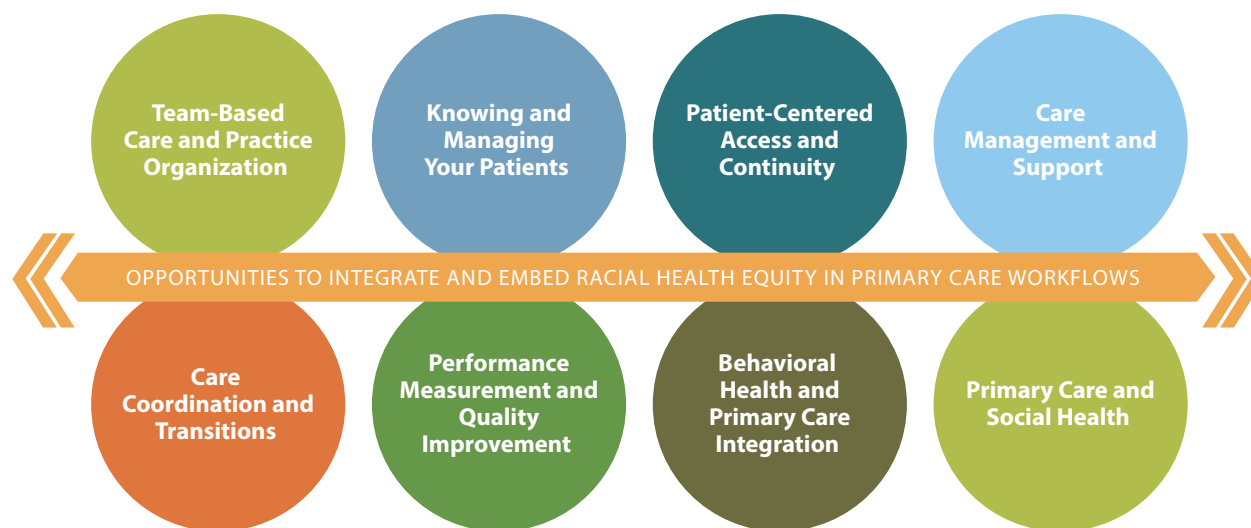 Team-Based
Care and Practice
Organization
Knowing and
Managing
Your Patients
Patient-Centered
Access and
Continuity
Care
Management and
Support
OPPORTUNITIES TO INTEGRATE AND EMBED RACIAL HEALTH EQUITY IN PRIMARY CARE WORKFLOWS
Care
Coordination and
Transitions
Performance
Measurement and
Quality
Improvement
Behavioral
Health and
Primary Care
Integration
Primary Care and
Social Health